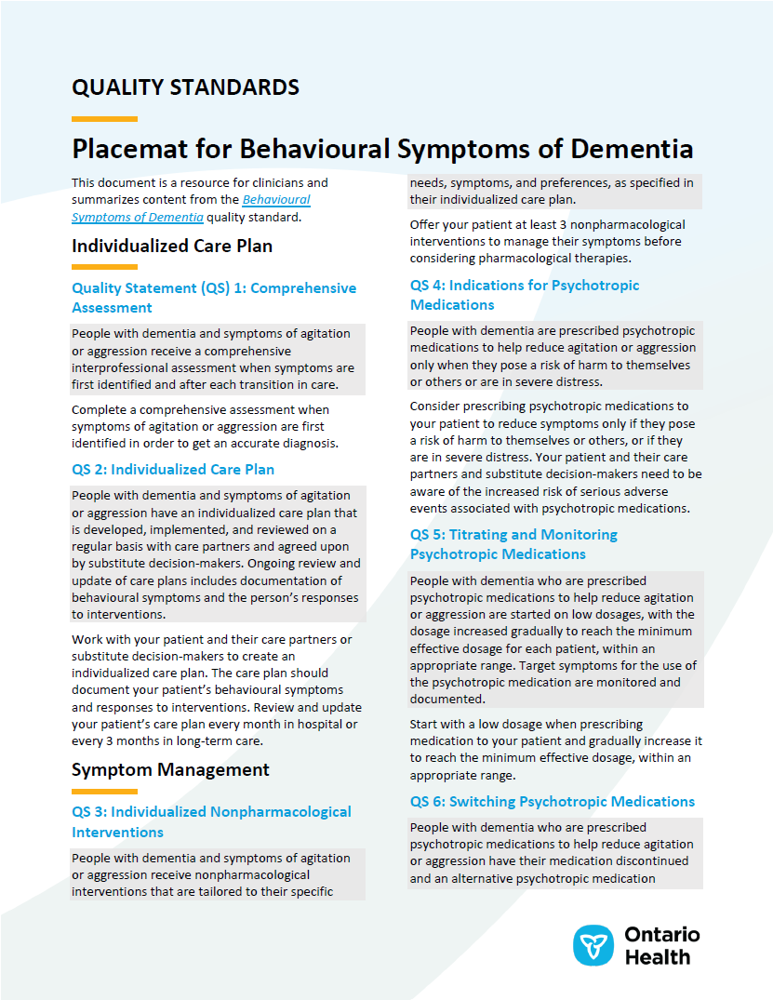 QUALITY STANDARDS
Placemat for Behavioural Symptoms of Dementia
This document is a resource for clinicians and
summarizes content from the Behavioural
Symptoms of Dementia quality standard.
Individualized Care Plan
Quality Statement (QS) 1: Comprehensive
Assessment
People with dementia and symptoms of agitation
or aggression receive a comprehensive
interprofessional assessment when symptoms are
first identified and after each transition in care.
Complete a comprehensive assessment when
symptoms of agitation or aggression are first
identified in order to get an accurate diagnosis.
QS 2: Individualized Care Plan
People with dementia and symptoms of agitation
or aggression have an individualized care plan that
is developed, implemented, and reviewed on a
regular basis with care partners and agreed upon
by substitute decision-makers. Ongoing review and
update of care plans includes documentation of
behavioural symptoms and the person's responses
to interventions.
Work with your patient and their care partners or
substitute decision-makers to create an
individualized care plan. The care plan should
document your patient's behavioural symptoms
and responses to interventions. Review and update
your patient's care plan every month in hospital or
every 3 months in long-term care.
Symptom Management
QS 3: Individualized Nonpharmacological
Interventions
People with dementia and symptoms of agitation
or aggression receive nonpharmacological
interventions that are tailored to their specific
needs, symptoms, and preferences, as specified in
their individualized care plan.
Offer your patient at least 3 nonpharmacological
interventions to manage their symptoms before
considering pharmacological therapies.
QS 4: Indications for Psychotropic
Medications
People with dementia are prescribed psychotropic
medications to help reduce agitation or aggression
only when they pose a risk of harm to themselves
or others or are in severe distress.
Consider prescribing psychotropic medications to
your patient to reduce symptoms only if they pose
a risk of harm to themselves or others, or if they
are in severe distress. Your patient and their care
partners and substitute decision-makers need to be
aware of the increased risk of serious adverse
events associated with psychotropic medications.
QS 5: Titrating and Monitoring
Psychotropic Medications
People with dementia who are prescribed
psychotropic medications to help reduce agitation
or aggression are started on low dosages, with the
dosage increased gradually to reach the minimum
effective dosage for each patient, within an
appropriate range. Target symptoms for the use of
the psychotropic medication are monitored and
documented.
Start with a low dosage when prescribing
medication to your patient and gradually increase it
to reach the minimum effective dosage, within an
appropriate range.
QS 6: Switching Psychotropic Medications
People with dementia who are prescribed
psychotropic medications to help reduce agitation
or aggression have their medication discontinued
and an alternative psychotropic medication
Ontario
Health